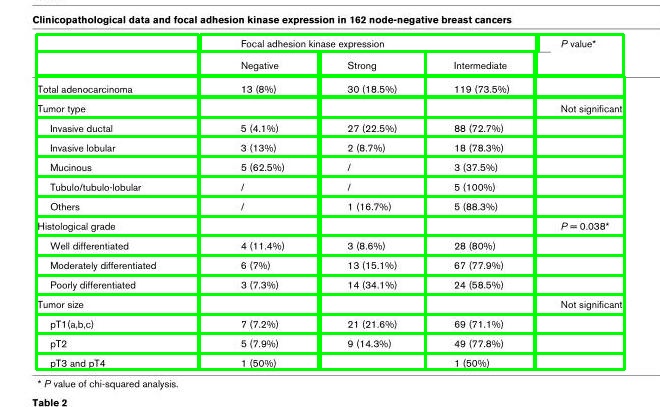 Clinicopathological data and focal adhesion kinase expression in 162 node-negative breast cancers
Focal adhesion kinase expression P value*
Negative Strong Intermediate
Total adenocarcinoma 13 (8%) 30 (18.5%) 119 (73.5%)
Tumor type Not significant
Invasive ductal 5 (4.1%) 27 (22.5%) 88 (72.7%)
Invasive lobular 3 (13%) 2 (8.7%) 18 (78.3%)
Mucinous 5 (62.5%) / 3 (37.5%)
Tubulo/tubulo-lobular / / 5 (100%)
Others / 1 (16.7%) 5 (88.3%)
Histological grade P = 0.038*
Well differentiated 4 (11.4%) 3 (8.6%) 28 (80%)
Moderately differentiated 6 (7%) 13 (15.1%) 67 (77.9%)
Poorly differentiated 3 (7.3%) 14 (34.1%) 24 (58.5%)
Tumor size Not significant
pT1(a,b,c) 7 (7.2%) 21 (21.6%) 69 (71.1%)
pT2 5 (7.9%) 9 (14.3%) 49 (77.8%)
pT3 and pT4 1 (50%) 1 (50%)
* P value of chi-squared analysis.
Table 2